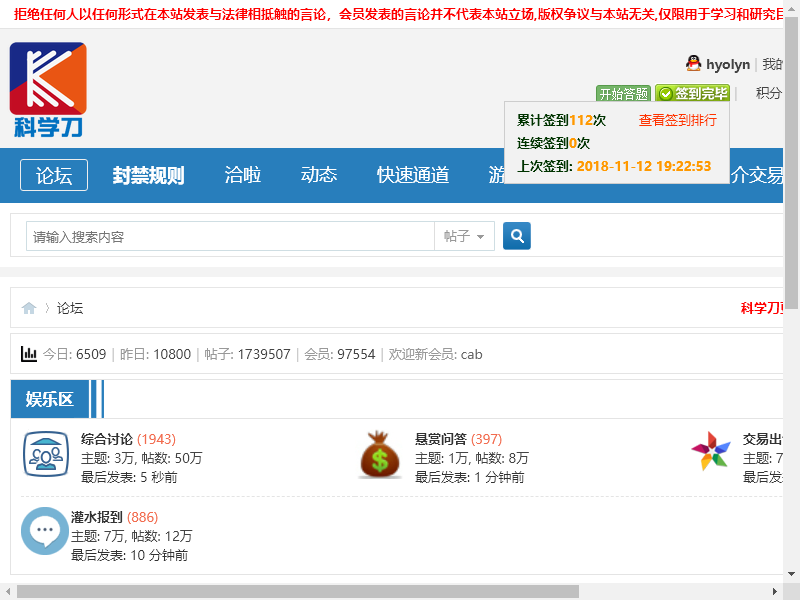 拒绝任何人以任何形式在本站发表与法律相抵触的言论，会员发表的言论并不代表本站立场,版权争议与本站无关,仅限用于学习和研究目
科学刀
hyolyn | 我的
开始答题 签到完毕 | 积分
累计签到112次 查看签到排行
连续签到0次
上次签到: 2018-11-12 19:22:53
论坛 封禁规则 洽啦 动态 快速通道 游 介交易
请输入搜索内容 帖子
论坛 科学刀
今日: 6509 | 昨日: 10800 | 帖子: 1739507 | 会员: 97554 | 欢迎新会员: cab
娱乐区
综合讨论 (1943)
主题: 3万, 帖数: 50万
最后发表: 5 秒前
悬赏问答 (397)
主题: 1万, 帖数: 8万
最后发表: 1 分钟前
交易出
主题: 7
最后发
灌水报到 (886)
主题: 7万, 帖数: 12万
最后发表: 10 分钟前